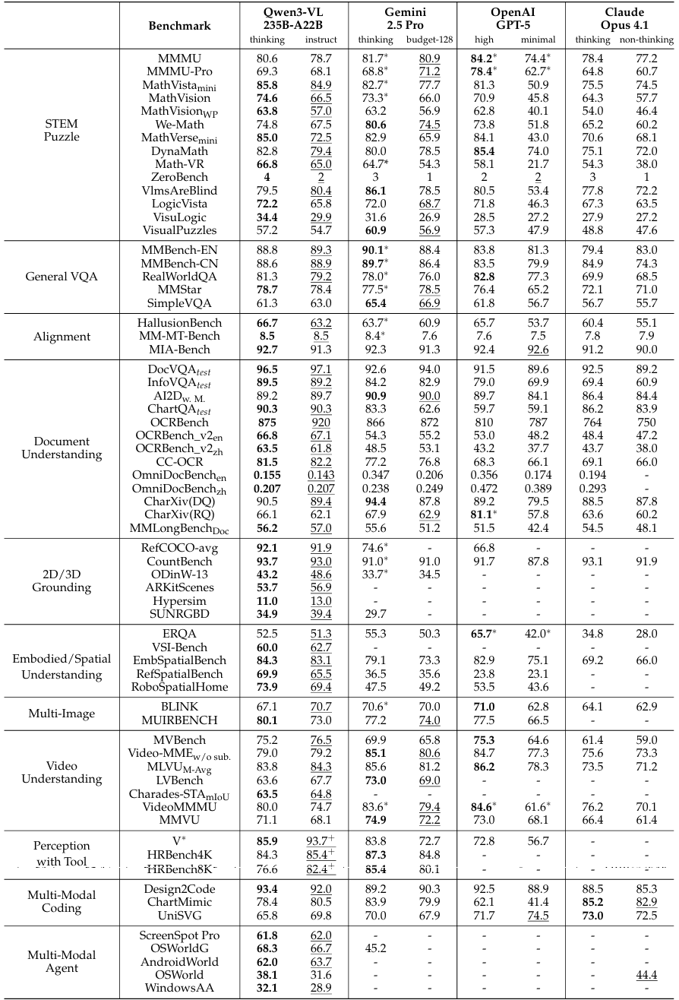 Benchmark Qwen3-VL 235B-A22B Gemini 2.5 Pro OpenAI GPT-5 Claude Opus 4.1
thinking instruct thinking budget-128 high minimal thinking non-thinking
STEM Puzzle
MMMU 80.6 78.7 81.7* 80.9 84.2* 74.4* 78.4 77.2
MMMU-Pro 69.3 68.1 68.8* 71.2 78.4* 62.7* 64.8 60.7
MathVista mini 85.8 84.9 82.7* 77.7 81.3 50.9 75.5 74.5
MathVision 74.6 66.5 73.3* 66.0 70.9 45.8 64.3 57.7
MathVision WP 63.8 57.0 63.2 56.9 62.8 40.1 54.0 46.4
We-Math 74.8 67.5 80.6 74.5 73.8 51.8 65.2 60.2
MathVerse mini 85.0 72.5 82.9 65.9 84.1 43.0 70.6 68.1
DynaMath 82.8 79.4 80.0 78.5 85.4 74.0 75.1 72.0
Math-VR 66.8 65.0 64.7* 54.3 58.1 21.7 54.3 38.0
ZeroBench 4 2 3 1 2 2 3 1
VlmsAreBlind 79.5 80.4 86.1 78.5 80.5 53.4 77.8 72.2
LogicVista 72.2 65.8 72.0 68.7 71.8 46.3 67.3 63.5
VisuLogic 34.4 29.9 31.6 26.9 28.5 27.2 27.9 27.2
VisualPuzzles 57.2 54.7 60.9 56.9 57.3 47.9 48.8 47.6
General VQA
MMBench-EN 88.8 89.3 90.1* 88.4 83.8 81.3 79.4 83.0
MMBench-CN 88.6 88.9 89.7* 86.4 83.5 79.9 84.9 74.3
RealWorldQA 81.3 79.2 78.0* 76.0 82.8 77.3 69.9 68.5
MMStar 78.7 78.4 77.5* 78.5 76.4 65.2 72.1 71.0
SimpleVQA 61.3 63.0 65.4 66.9 61.8 56.7 56.7 55.7
Alignment
HallusionBench 66.7 63.2 63.7* 60.9 65.7 53.7 60.4 55.1
MM-MT-Bench 8.5 8.5 8.4* 7.6 7.6 7.5 7.8 7.9
MIA-Bench 92.7 91.3 92.3 91.3 92.4 92.6 91.2 90.0
Document Understanding
DocVQA test 96.5 97.1 92.6 94.0 91.5 89.6 92.5 89.2
InfoVQA test 89.5 89.2 84.2 82.9 79.0 69.9 69.4 60.9
AI2D w. M. 89.2 89.7 90.9 90.0 89.7 84.1 86.4 84.4
ChartQA test 90.3 90.3 83.3 62.6 59.7 59.1 86.2 83.9
OCRBench 875 920 866 872 810 787 764 750
OCRBench_v2 en 66.8 67.1 54.3 55.2 53.0 48.2 48.4 47.2
OCRBench_v2 zh 63.5 61.8 48.5 53.1 43.2 37.7 43.7 38.0
CC-OCR 81.5 82.2 77.2 76.8 68.3 66.1 69.1 66.0
OmniDocBench en 0.155 0.143 0.347 0.206 0.356 0.174 0.194 -
OmniDocBench zh 0.207 0.207 0.238 0.249 0.472 0.389 0.293 -
CharXiv(DQ) 90.5 89.4 94.4 87.8 89.2 79.5 88.5 87.8
CharXiv(RQ) 66.1 62.1 67.9 62.9 81.1* 57.8 63.6 60.2
MMLongBench Doc 56.2 57.0 55.6 51.2 51.5 42.4 54.5 48.1
2D/3D Grounding
RefCOCO-avg 92.1 91.9 74.6* - 66.8 - - -
CountBench 93.7 93.0 91.0* 91.0 91.7 87.8 93.1 91.9
ODinW-13 43.2 48.6 33.7* 34.5 - - - -
ARKitScenes 53.7 56.9 - - - - - -
Hypersim 11.0 13.0 - - - - - -
SUNRGBD 34.9 39.4 29.7 - - - -
Embodied/Spatial Understanding
ERQA 52.5 51.3 55.3 50.3 65.7* 42.0* 34.8 28.0
VSI-Bench 60.0 62.7 - - - - - -
EmbSpatialBench 84.3 83.1 79.1 73.3 82.9 75.1 69.2 66.0
RefSpatialBench 69.9 65.5 36.5 35.6 23.8 23.1 - -
RoboSpatialHome 73.9 69.4 47.5 49.2 53.5 43.6 - -
Multi-Image
BLINK 67.1 70.7 70.6* 70.0 71.0 62.8 64.1 62.9
MUIRBENCH 80.1 73.0 77.2 74.0 77.5 66.5 - -
Video Understanding
MVBench 75.2 76.5 69.9 65.8 75.3 64.6 61.4 59.0
Video-MME w/o sub. 79.0 79.2 85.1 80.6 84.7 77.3 75.6 73.3
MLVU M-Avg 83.8 84.3 85.6 81.2 86.2 78.3 73.5 71.2
LVBench 63.6 67.7 73.0 69.0 - - - -
Charades-STA mIoU 63.5 64.8 - - - - - -
VideoMMMU 80.0 74.7 83.6* 79.4 84.6* 61.6* 76.2 70.1
MMVU 71.1 68.1 74.9 72.2 73.0 68.1 66.4 61.4
Perception with Tool
V* 85.9 93.7+ 83.8 72.7 72.8 56.7 - -
HRBench4K 84.3 85.4+ 87.3 84.8 - - - -
HRBench8K 76.6 82.4+ 85.4 80.1 - - - -
Multi-Modal Coding
Design2Code 93.4 92.0 89.2 90.3 92.5 88.9 88.5 85.3
ChartMimic 78.4 80.5 83.9 79.9 62.1 41.4 85.2 82.9
UniSVG 65.8 69.8 70.0 67.9 71.7 74.5 73.0 72.5
Multi-Modal Agent
ScreenSpot Pro 61.8 62.0 - - - - - -
OSWorldG 68.3 66.7 45.2 - - - -
AndroidWorld 62.0 63.7 - - - - - -
OSWorld 38.1 31.6 - - - - 44.4
WindowsAA 32.1 28.9 - - - - - -